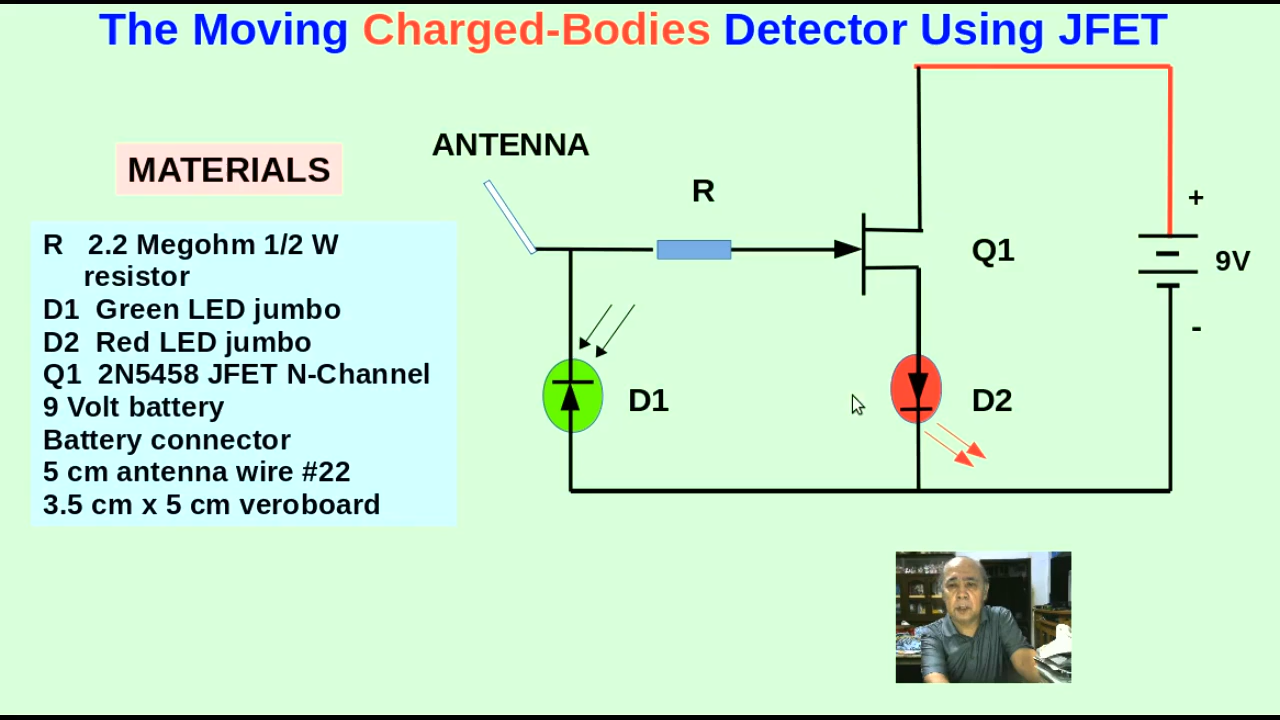 The Moving Charged-Bodies Detector Using JFET
ANTENNA
MATERIALS
R
+
R 2.2 Megohm 1/2 W
resistor
Q1
9V
D1 Green LED jumbo
D2 Red LED jumbo
-
Q1 2N5458 JFET N-Channel
D1
D2
9 Volt battery
Battery connector
5 cm antenna wire #22
3.5 cm x 5 cm veroboard